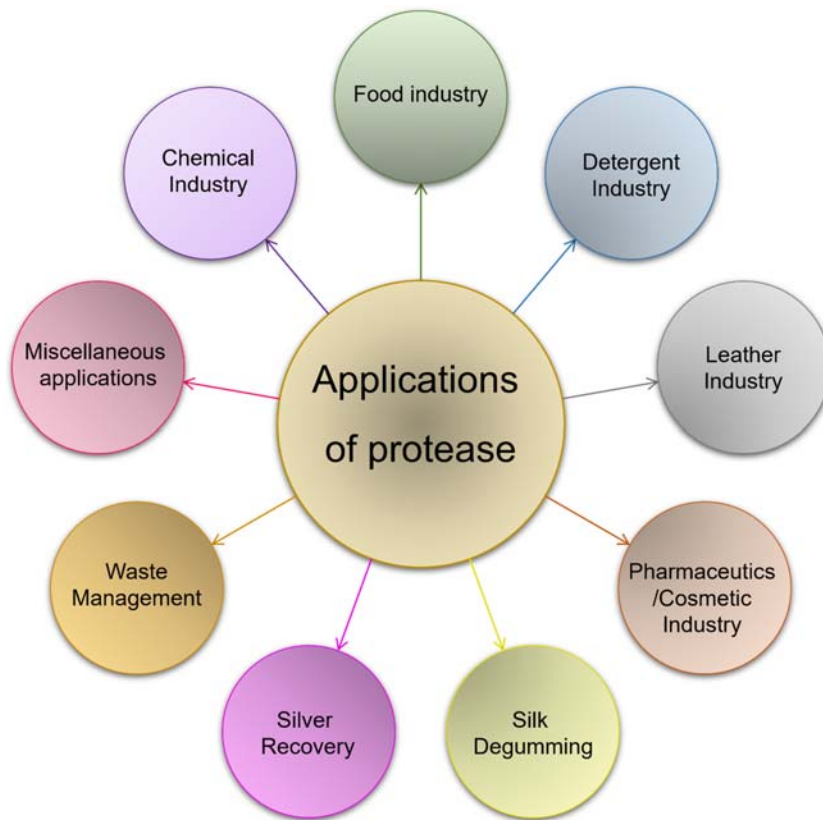 Food industry
Detergent
Industry
Leather
Industry
Pharmaceutics
/Cosmetic
Industry
Silk
Degumming
Silver
Recovery
Waste
Management
Miscellaneous
applications
Chemical
Industry
Applications
of protease